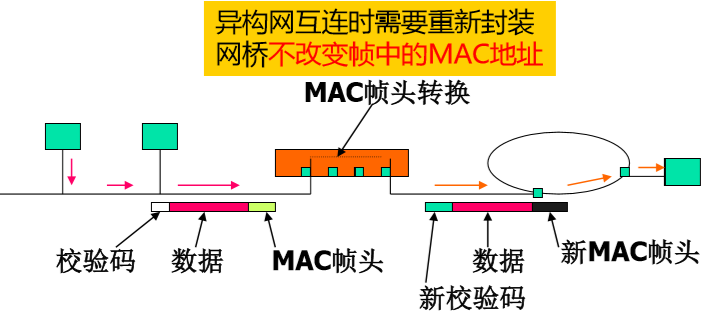 异构网互连时需要重新封装
网桥不改变帧中的MAC地址
MAC帧头转换
校验码
数据
MAC帧头
数据
新MAC帧头
新校验码